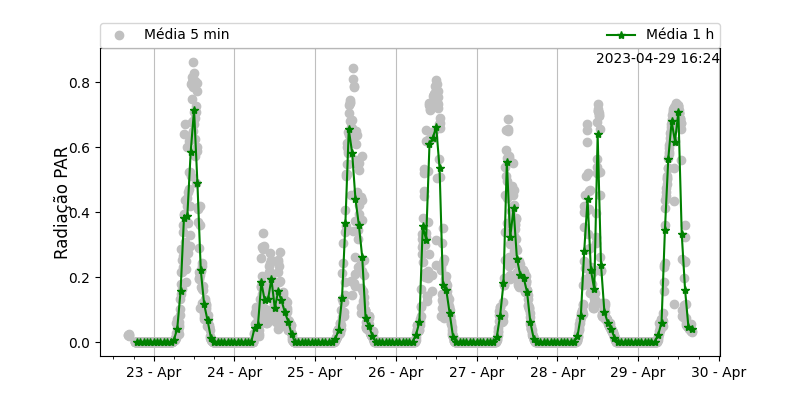 Média 5 min
Média 1 h
2023-04-29 16:24
Radiação PAR
0.8
0.6
0.4
0.2
0.0
23 - Apr
24 - Apr
25 - Apr
26 - Apr
27 - Apr
28 - Apr
29 - Apr
30 - Apr